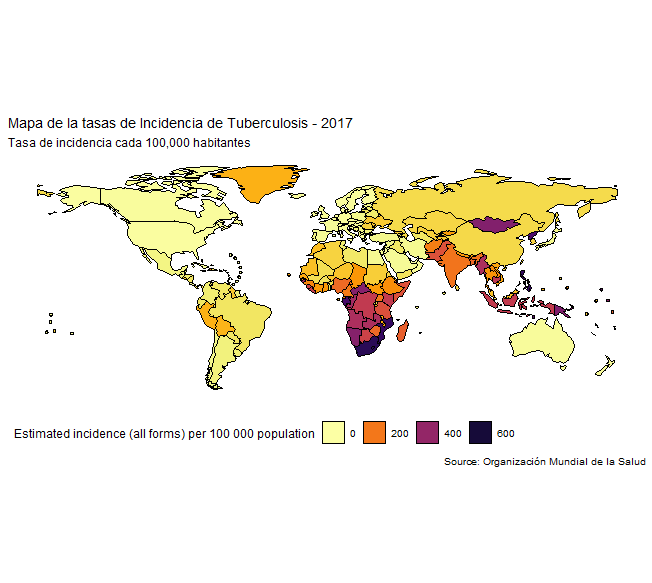 Mapa de la tasas de Incidencia de Tuberculosis - 2017
Tasa de incidencia cada 100,000 habitantes
Estimated incidence (all forms) per 100 000 population 0 200 400 600
Source: Organización Mundial de la Salud